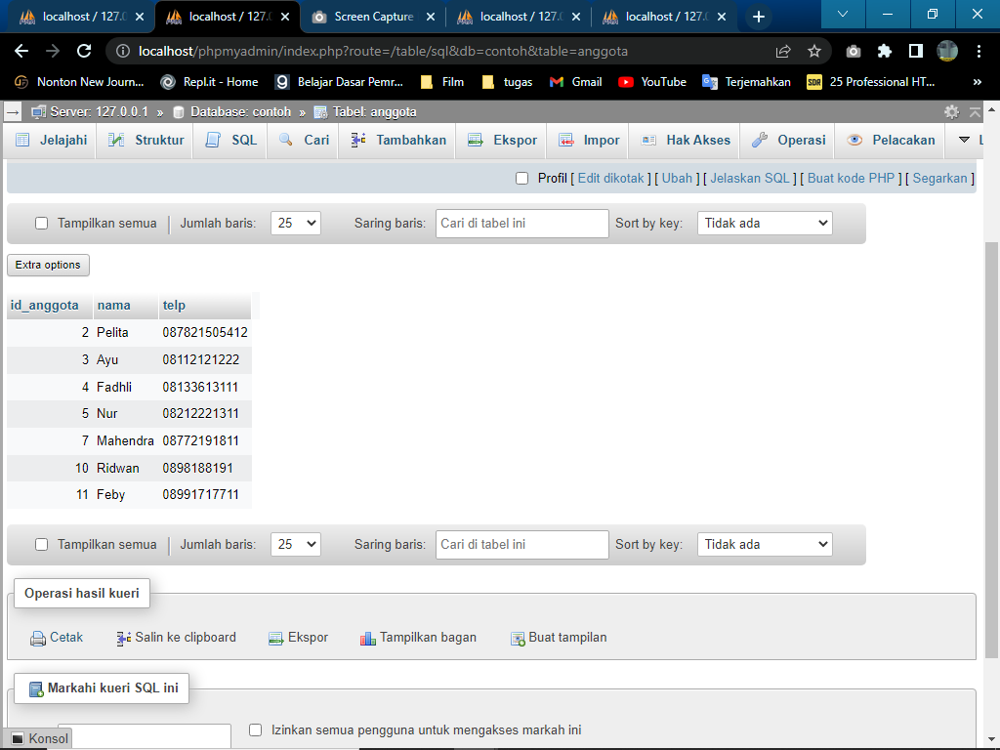 localhost / 127.0
localhost / 127.
Screen Capture
localhost / 127.0
localhost / 127.0
localhost/phpmyadmin/index.php?route=/table/sql&db=contoh&table=anggota
Nonton New Journ... RepLit - Home Belajar Dasar Pemr... Film tugas Gmail YouTube Terjemahkan SDR 25 Professional HT... »
Server: 127.0.0.1 » Database: contoh » Tabel: anggota
Jelajahi Struktur SQL Cari Tambahkan Ekspor Impor Hak Akses Operasi Pelacakan
Profil [ Edit dikotak ] [ Ubah ] [ Jelaskan SQL ] [ Buat kode PHP ] [ Segarkan ]
Tampilkan semua | Jumlah baris: 25 Saring baris: Cari di tabel ini Sort by key: Tidak ada
Extra options
id_anggota nama telp
2 Pelita 087821505412
3 Ayu 08112121222
4 Fadhli 08133613111
5 Nur 08212221311
7 Mahendra 08772191811
10 Ridwan 0898188191
11 Feby 08991717711
Tampilkan semua | Jumlah baris: 25 Saring baris: Cari di tabel ini Sort by key: Tidak ada
Operasi hasil kueri
Cetak Salin ke clipboard Ekspor Tampilkan bagan Buat tampilan
Markahi kueri SQL ini
Izinkan semua pengguna untuk mengakses markah ini
Konsol